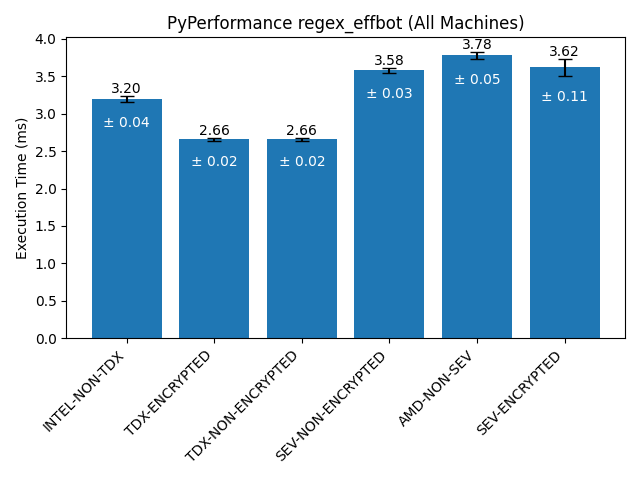 PyPerformance regex_effbot (All Machines)
Execution Time (ms)
4.0
3.5
3.0
2.5
2.0
1.5
1.0
0.5
0.0
3.20
± 0.04
2.66
± 0.02
2.66
± 0.02
3.58
± 0.03
3.78
± 0.05
3.62
± 0.11
INTEL-NON-TDX
TDX-ENCRYPTED
TDX-NON-ENCRYPTED
SEV-NON-ENCRYPTED
AMD-NON-SEV
SEV-ENCRYPTED